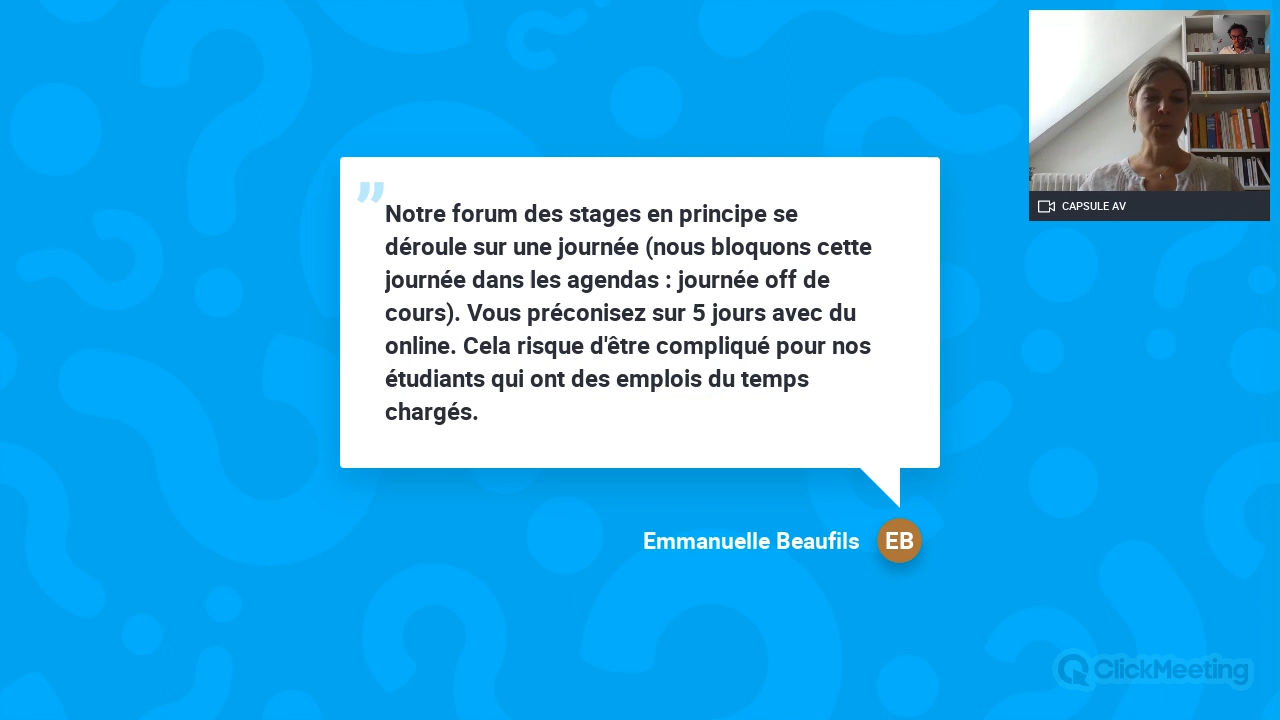 CAPSULE AV
”
Notre forum des stages en principe se
déroule sur une journée (nous bloquons cette
journée dans les agendas : journée off de
cours). Vous préconisez sur 5 jours avec du
online. Cela risque d'être compliqué pour nos
étudiants qui ont des emplois du temps
chargés.
Emmanuelle Beaufils EB
ClickMeeting